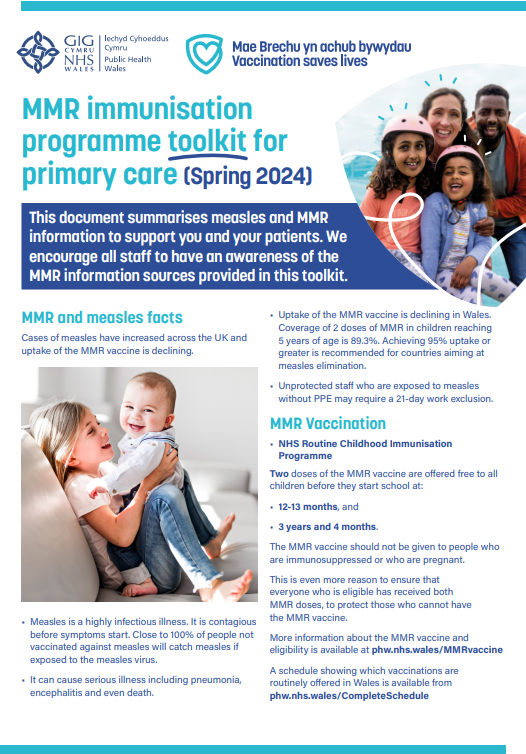 GIG
CYMRU
NHS
WALES
Iechyd Cyhoeddus
Cymru
Public Health
Wales
Mae Brechu yn achub bywydau
Vaccination saves lives
MMR immunisation
programme toolkit for
primary care (Spring 2024)
This document summarises measles and MMR
information to support you and your patients. We
encourage all staff to have an awareness of the
MMR information sources provided in this toolkit.
MMR and measles facts
Cases of measles have increased across the UK and
uptake of the MMR vaccine is declining.
• Measles is a highly infectious illness. It is contagious
before symptoms start. Close to 100% of people not
vaccinated against measles will catch measles if
exposed to the measles virus.
• It can cause serious illness including pneumonia,
encephalitis and even death.
• Uptake of the MMR vaccine is declining in Wales.
Coverage of 2 doses of MMR in children reaching
5 years of age is 89.3%. Achieving 95% uptake or
greater is recommended for countries aiming at
measles elimination.
• Unprotected staff who are exposed to measles
without PPE may require a 21-day work exclusion.
MMR Vaccination
• NHS Routine Childhood Immunisation
Programme
Two doses of the MMR vaccine are offered free to all
children before they start school at:
• 12-13 months, and
• 3 years and 4 months.
The MMR vaccine should not be given to people who
are immunosuppressed or who are pregnant.
This is even more reason to ensure that
everyone who is eligible has received both
MMR doses, to protect those who cannot have
the MMR vaccine.
More information about the MMR vaccine and
eligibility is available at phw.nhs.wales/MMRvaccine
A schedule showing which vaccinations are
routinely offered in Wales is available from
phw.nhs.wales/CompleteSchedule